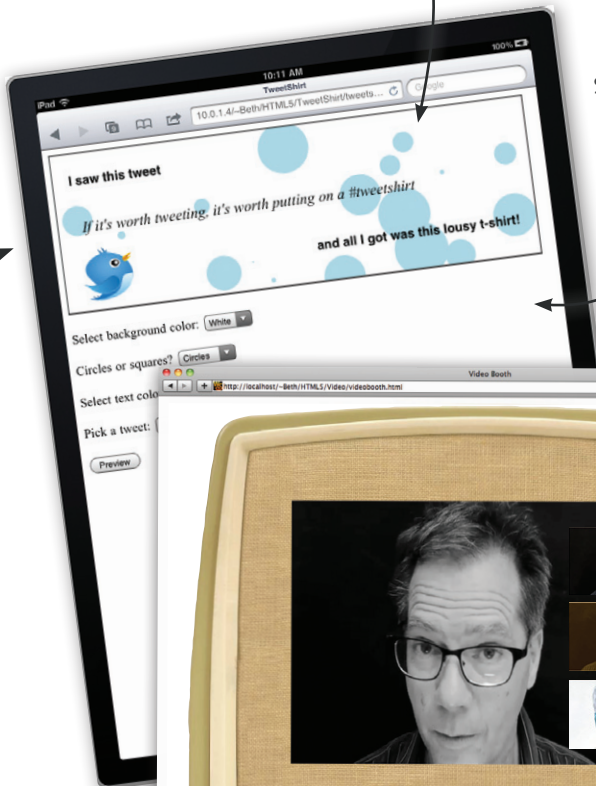 iPad
10:11 AM
100%
TweetShirt
10.0.1.4/~Beth/HTML5/TweetShirt/tweets...
Google
I saw this tweet
If it's worth tweeting, it's worth putting on a #tweetshirt
and all I got was this lousy t-shirt!
Select background color: White
Circles or squares? Circles
Select text colo
Pick a tweet:
Preview
Video Booth
http://localhost/~Beth/HTML5/Video/videobooth.html